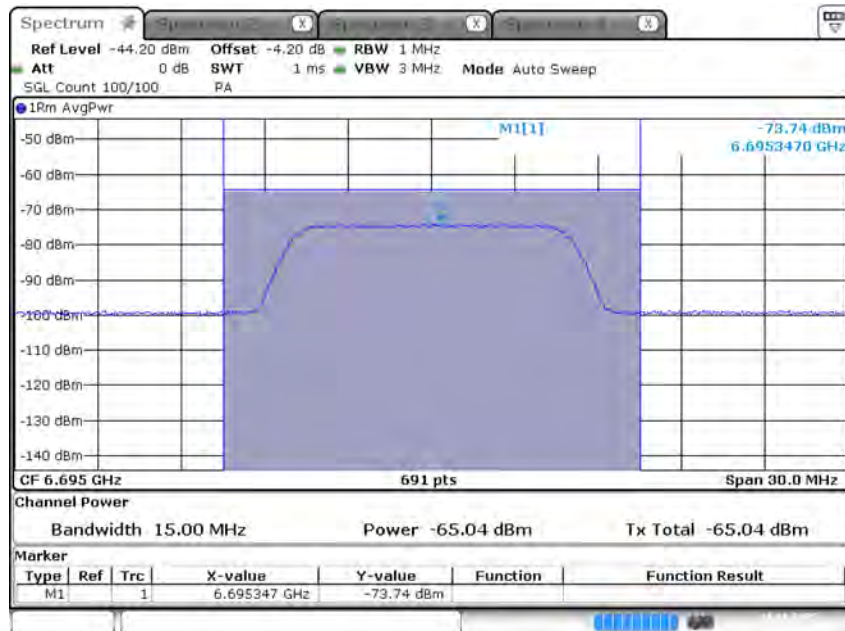 Spectrum X X X
Ref Level -44.20 dBm Offset -4.20 dB RBW 1 MHz
Att 0 dB SWT 1 ms VBW 3 MHz Mode Auto Sweep
SGL Count 100/100 PA
1Rm AvgPwr
M1[1] -73.74 dBm
6.6953470 GHz
-50 dBm
-60 dBm
-70 dBm
-80 dBm
-90 dBm
-100 dBm
-110 dBm
-120 dBm
-130 dBm
-140 dBm
CF 6.695 GHz 691 pts Span 30.0 MHz
Channel Power
Bandwidth 15.00 MHz Power -65.04 dBm Tx Total -65.04 dBm
Marker
Type Ref Trc X-value Y-value Function Function Result
M1 1 6.695347 GHz -73.74 dBm